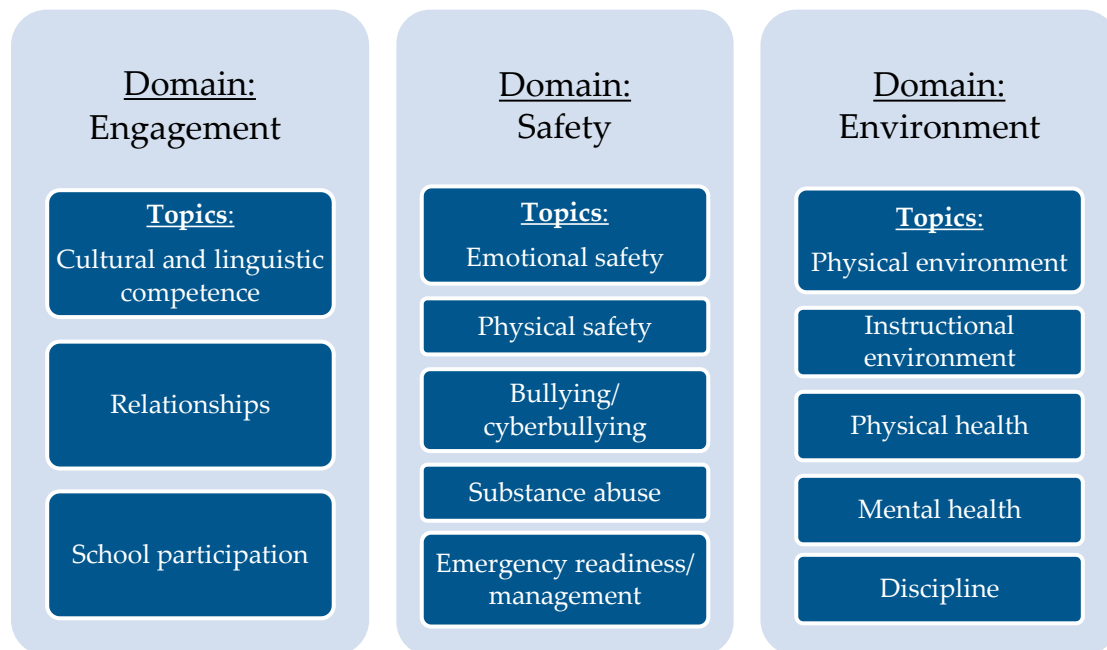 Domain:
Engagement
Topics:
Cultural and linguistic
competence
Relationships
School participation
Domain:
Safety
Topics:
Emotional safety
Physical safety
Bullying/
cyberbullying
Substance abuse
Emergency readiness/
management
Domain:
Environment
Topics:
Physical environment
Instructional
environment
Physical health
Mental health
Discipline